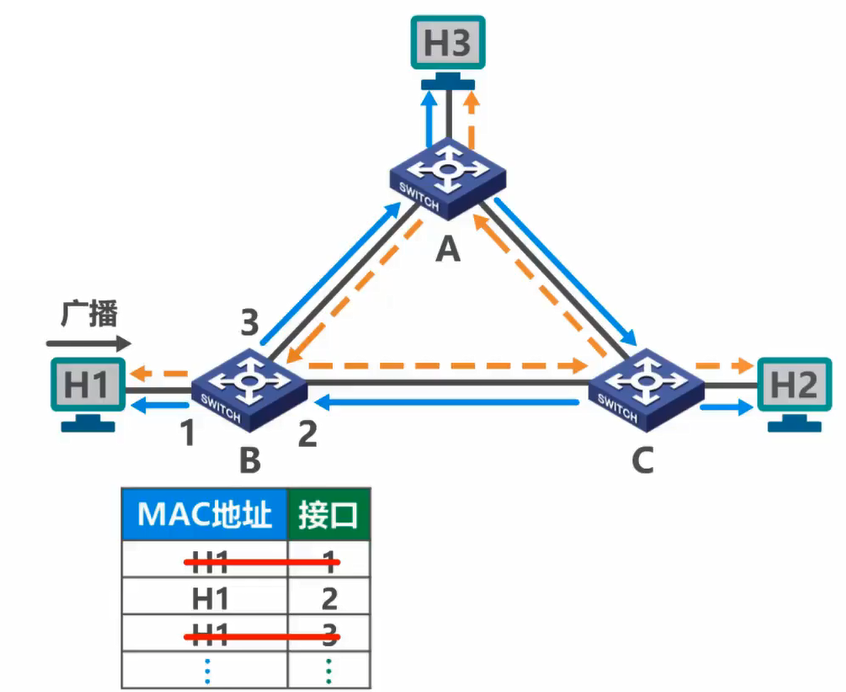 H3
SWITCH
A
广播
3
H1
SWITCH
SWITCH
H2
1
2
B
C
MAC地址 接口
H1 1
H1 2
H1 3
⋮ ⋮